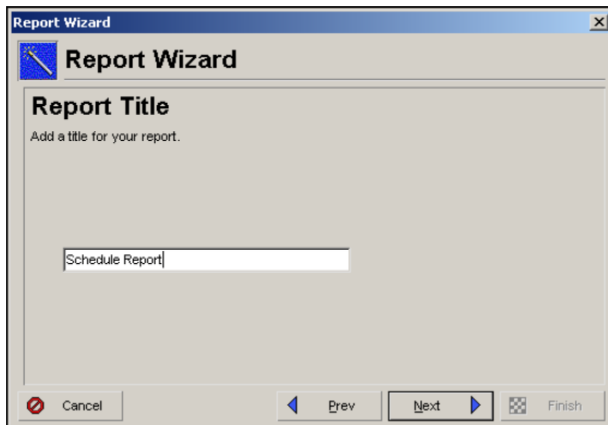 Report Wizard
Report Wizard
Report Title
Add a title for your report.
Schedule Report
Cancel
Prev
Next
Finish